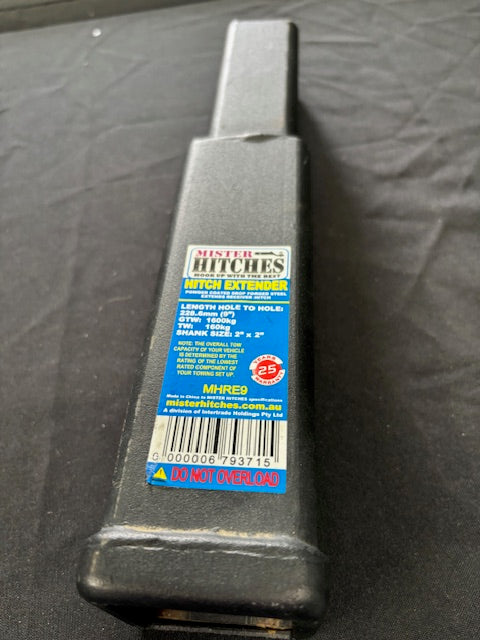 MISTER
HITCHES
HOOK UP WITH THE BEST
HITCH EXTENDER
POWDER COATED DROP FORGED STEEL
EXTENDS RECEIVER HITCH
LENGTH HOLE TO HOLE:
228.6mm (9")
GTW: 1600kg
TW: 160kg
SHANK SIZE: 2" x 2"
NOTE: THE OVERALL TOW
CAPACITY OF YOUR VEHICLE
IS DETERMINED BY THE
RATING OF THE LOWEST
RATED COMPONENT OF
YOUR TOWING SET UP.
25
YEARS
WARRANTY
MHRE9
Made in China to MISTER HITCHES specifications
misterhitches.com.au
A division of Intertrade Holdings Pty Ltd
G 000006 793715
DO NOT OVERLOAD